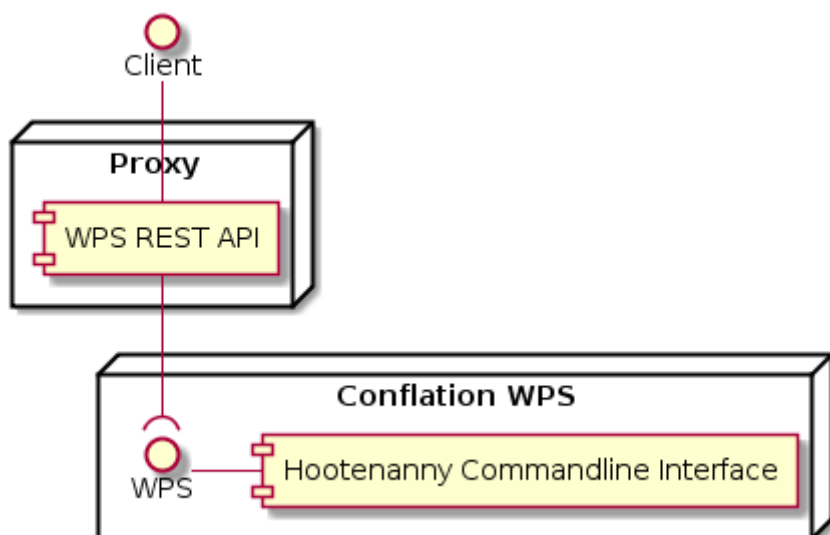 Client
Proxy
WPS REST API
Conflation WPS
Hootenanny Commandline Interface
WPS